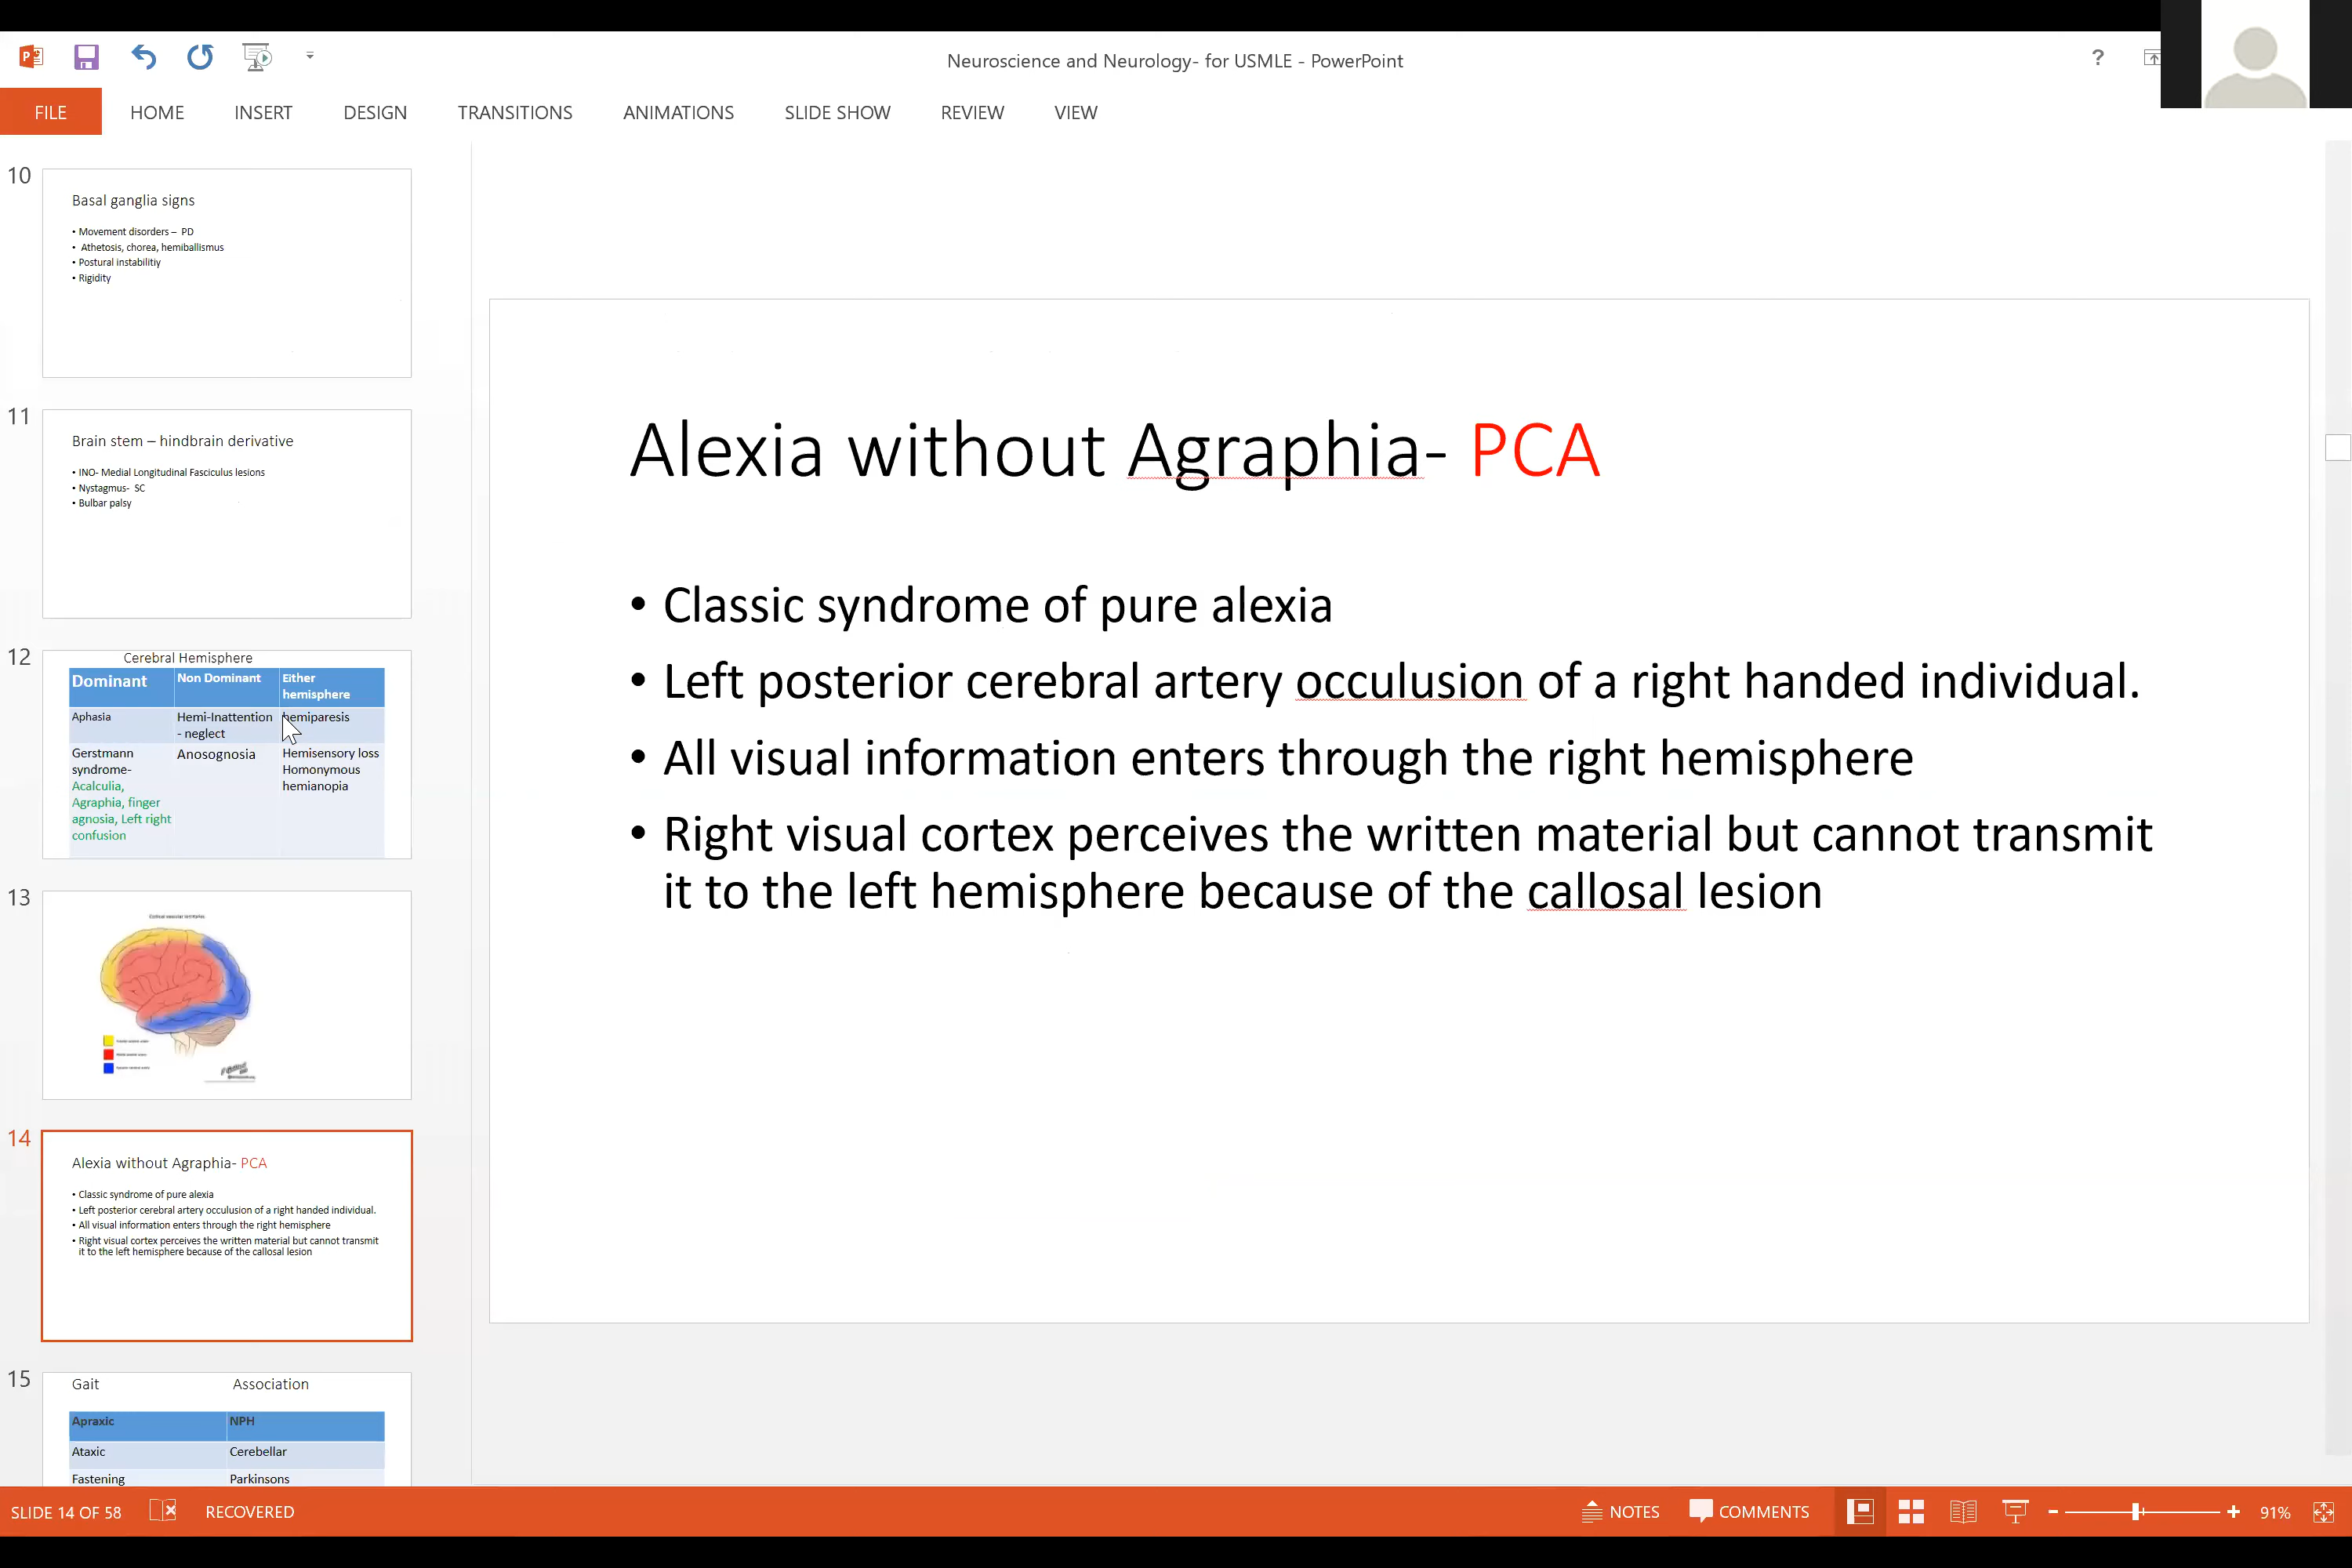 Neuroscience and Neurology- for USMLE - PowerPoint
?
FILE HOME INSERT DESIGN TRANSITIONS ANIMATIONS SLIDE SHOW REVIEW VIEW
10
Basal ganglia signs
• Movement disorders – PD
• Athetosis, chorea, hemiballismus
• Postural instabilitiy
• Rigidity
11
Brain stem – hindbrain derivative
• INO- Medial Longitudinal Fasciculus lesions
• Nystagmus- SC
• Bulbar palsy
12
Cerebral Hemisphere
Dominant Non Dominant Either
hemisphere
Aphasia Hemi-Inattention hemiparesis
- neglect
Gerstmann Anosognosia Hemisensory loss
syndrome- Homonymous
Acalculia, hemianopia
Agraphia, finger
agnosia, Left right
confusion
13
14
Alexia without Agraphia- PCA
• Classic syndrome of pure alexia
• Left posterior cerebral artery occulusion of a right handed individual.
• All visual information enters through the right hemisphere
• Right visual cortex perceives the written material but cannot transmit
it to the left hemisphere because of the callosal lesion
15
Gait Association
Apraxic NPH
Ataxic Cerebellar
Fastening Parkinsons
Alexia without Agraphia- PCA
• Classic syndrome of pure alexia
• Left posterior cerebral artery occulusion of a right handed individual.
• All visual information enters through the right hemisphere
• Right visual cortex perceives the written material but cannot transmit
it to the left hemisphere because of the callosal lesion
SLIDE 14 OF 58 RECOVERED NOTES COMMENTS 91%